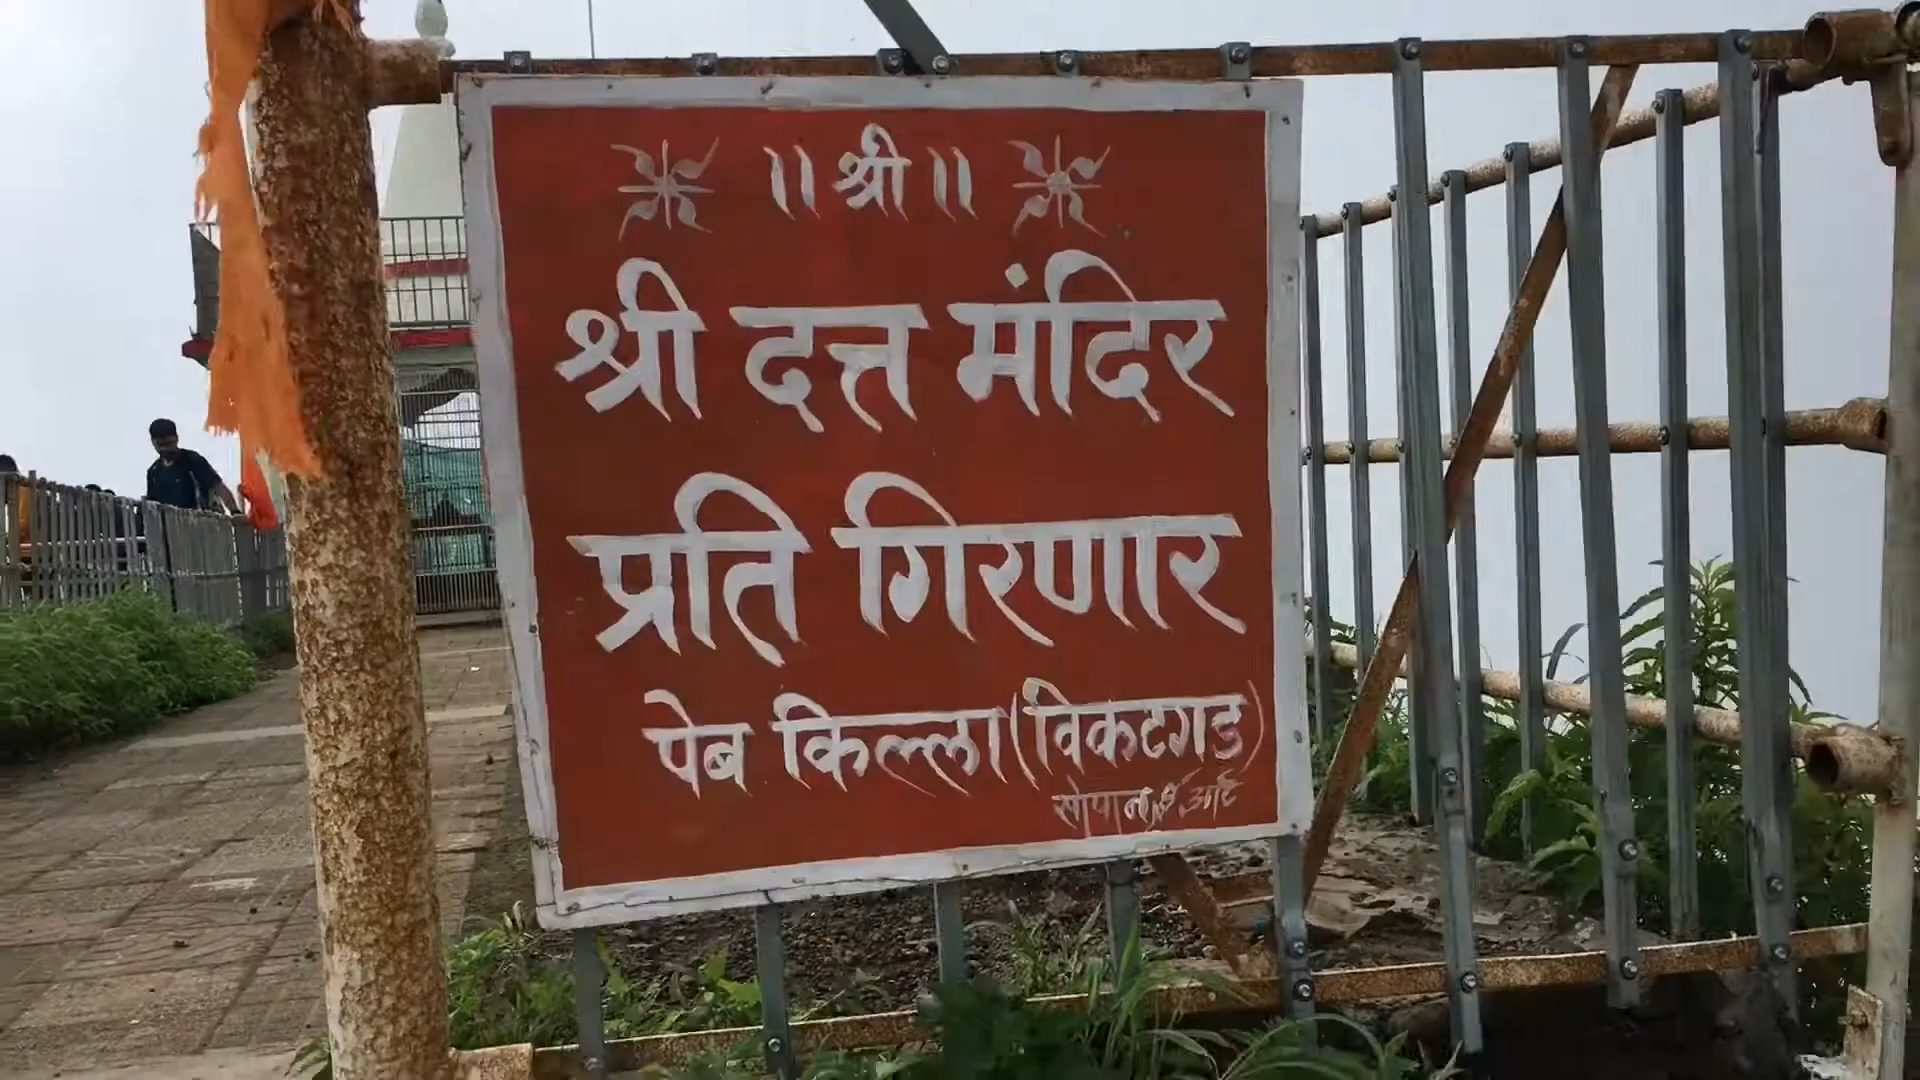 ॥ श्री ॥
श्री दत्त मंदिर
प्रति गिरणार
पेब किल्ला (विकटगड)
आर्ट